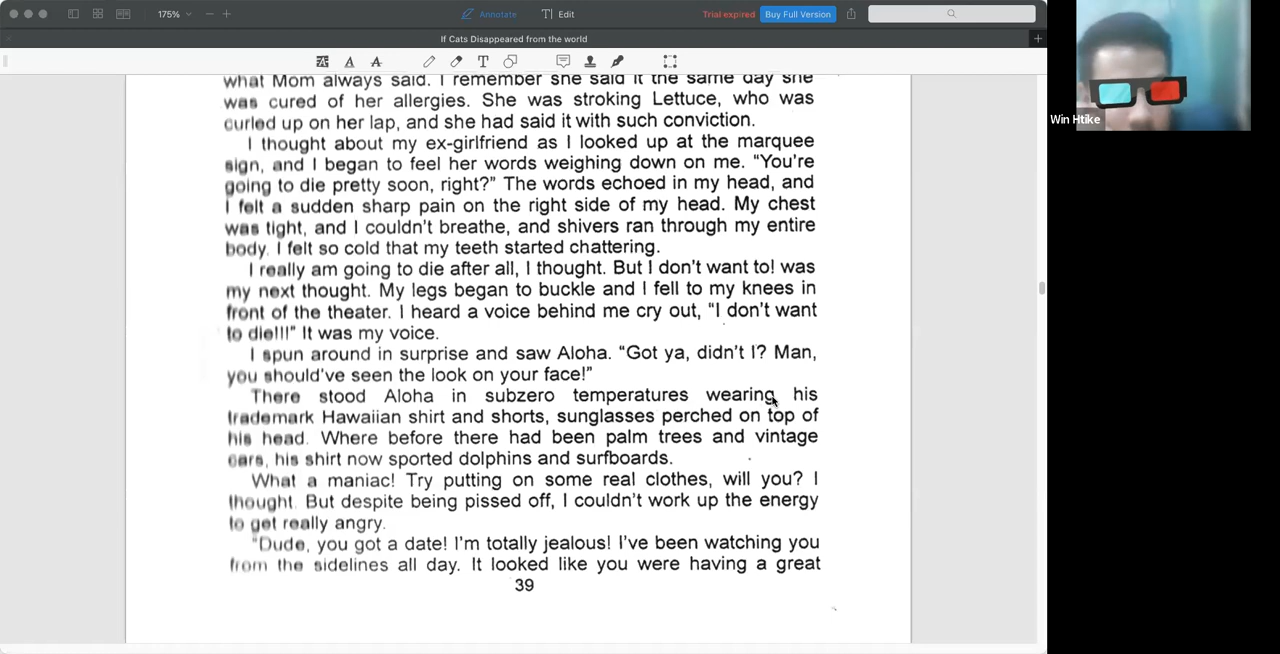 175%
Annotate
Edit
Trial expired
Buy Full Version
If Cats Disappeared from the world
what Mom always said. I remember she said it the same day she
was cured of her allergies. She was stroking Lettuce, who was
curled up on her lap, and she had said it with such conviction.
I thought about my ex-girlfriend as I looked up at the marquee
sign, and I began to feel her words weighing down on me. “You’re
going to die pretty soon, right?” The words echoed in my head, and
I felt a sudden sharp pain on the right side of my head. My chest
was tight, and I couldn’t breathe, and shivers ran through my entire
body. I felt so cold that my teeth started chattering.
I really am going to die after all, I thought. But I don’t want to! was
my next thought. My legs began to buckle and I fell to my knees in
front of the theater. I heard a voice behind me cry out, “I don’t want
to die!!!” It was my voice.
I spun around in surprise and saw Aloha. “Got ya, didn’t I? Man,
you should’ve seen the look on your face!”
There stood Aloha in subzero temperatures wearing his
trademark Hawaiian shirt and shorts, sunglasses perched on top of
his head. Where before there had been palm trees and vintage
cars, his shirt now sported dolphins and surfboards.
What a maniac! Try putting on some real clothes, will you? I
thought. But despite being pissed off, I couldn’t work up the energy
to get really angry.
“Dude, you got a date! I’m totally jealous! I’ve been watching you
from the sidelines all day. It looked like you were having a great
39
Win Htike